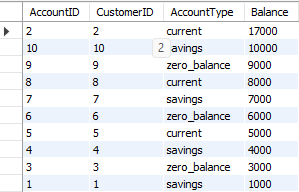 AccountID CustomerID AccountType Balance
2 2 current 17000
10 10 2 avings 10000
9 9 zero_balance 9000
8 8 current 8000
7 7 savings 7000
6 6 zero_balance 6000
5 5 current 5000
4 4 savings 4000
3 3 zero_balance 3000
1 1 savings 1000